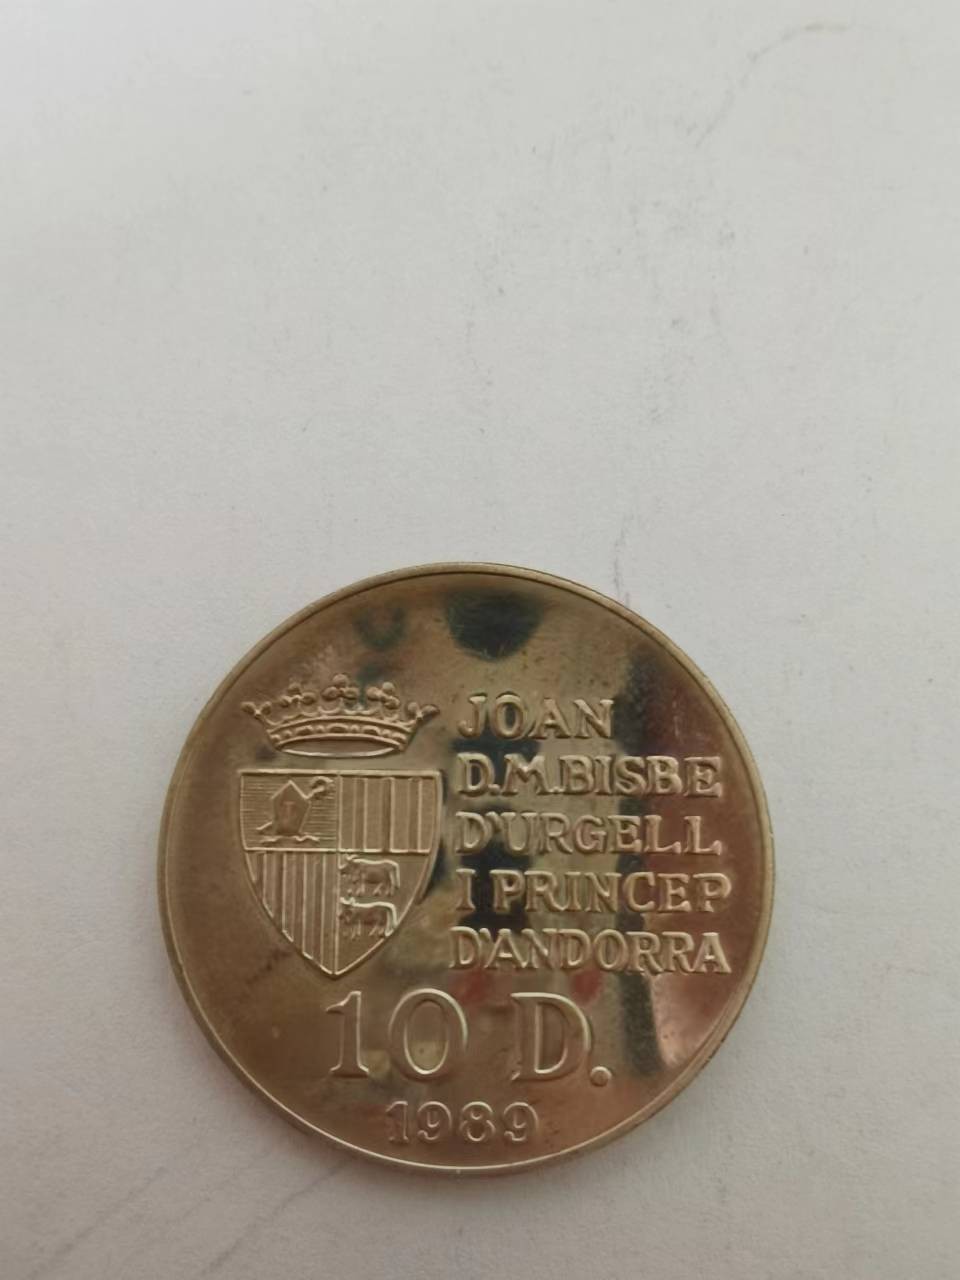 JOAN
D.M.BISBE
D'URGELL
I PRINCEP
D'ANDORRA
10 D.
1989